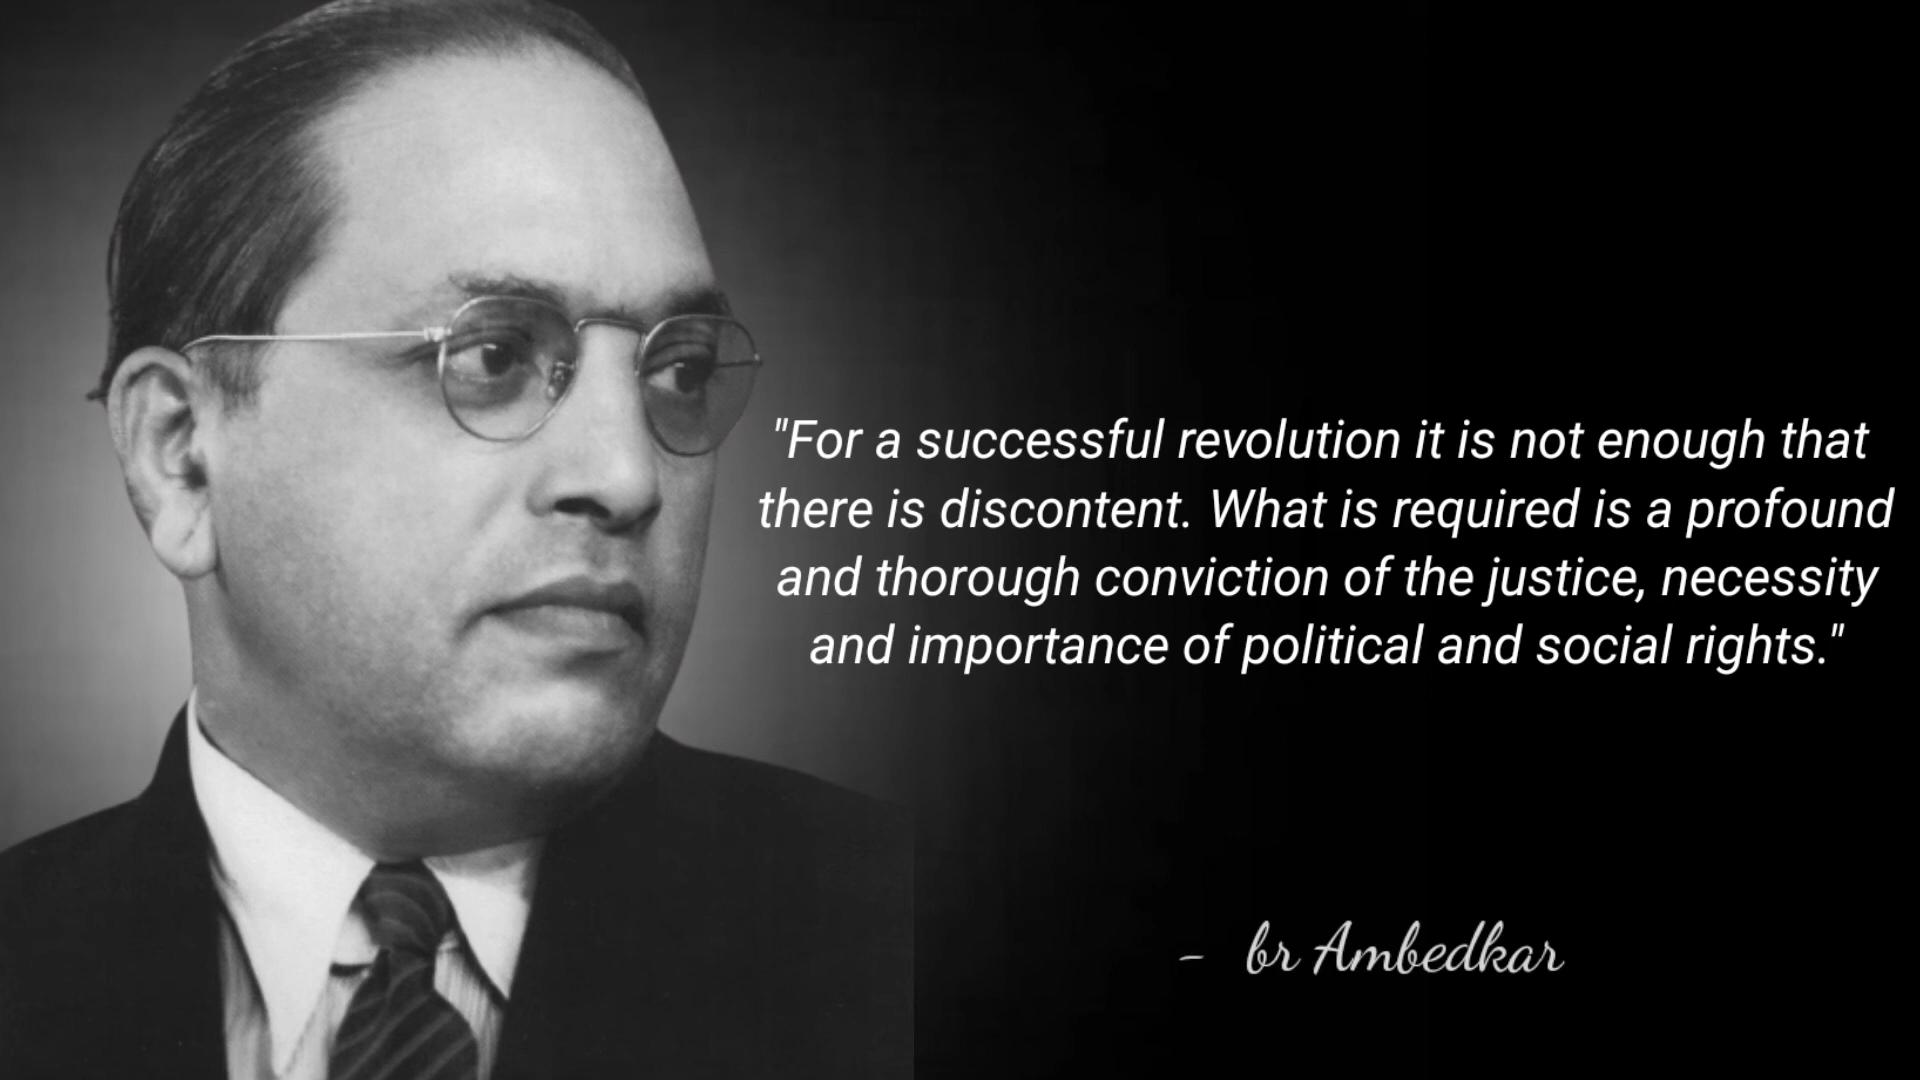 "For a successful revolution it is not enough that
there is discontent. What is required is a profound
and thorough conviction of the justice, necessity
and importance of political and social rights."
- br Ambedkar